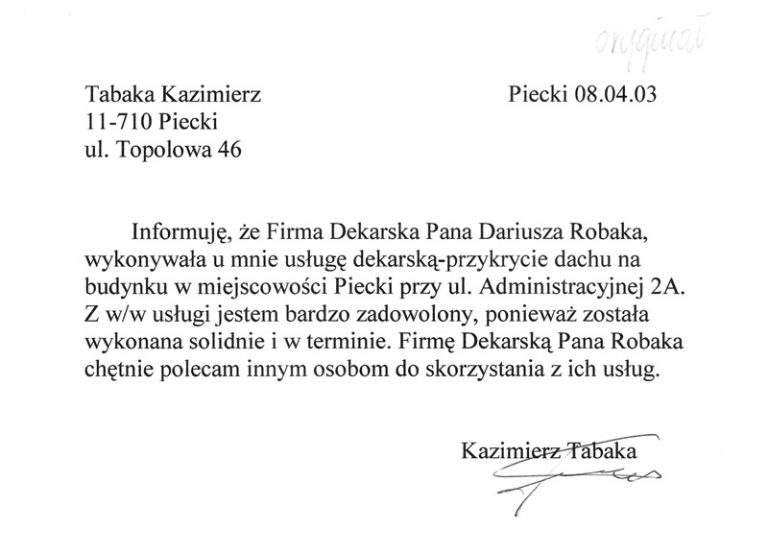 oryginał
Tabaka Kazimierz
Piecki 08.04.03
11-710 Piecki
ul. Topolowa 46
Informuję, że Firma Dekarska Pana Dariusza Robaka,
wykonywała u mnie usługę dekarską-przykrycie dachu na
budynku w miejscowości Piecki przy ul. Administracyjnej 2A.
Z w/w usługi jestem bardzo zadowolony, ponieważ została
wykonana solidnie i w terminie. Firmę Dekarską Pana Robaka
chętnie polecam innym osobom do skorzystania z ich usług.
Kazimierz Tabaka